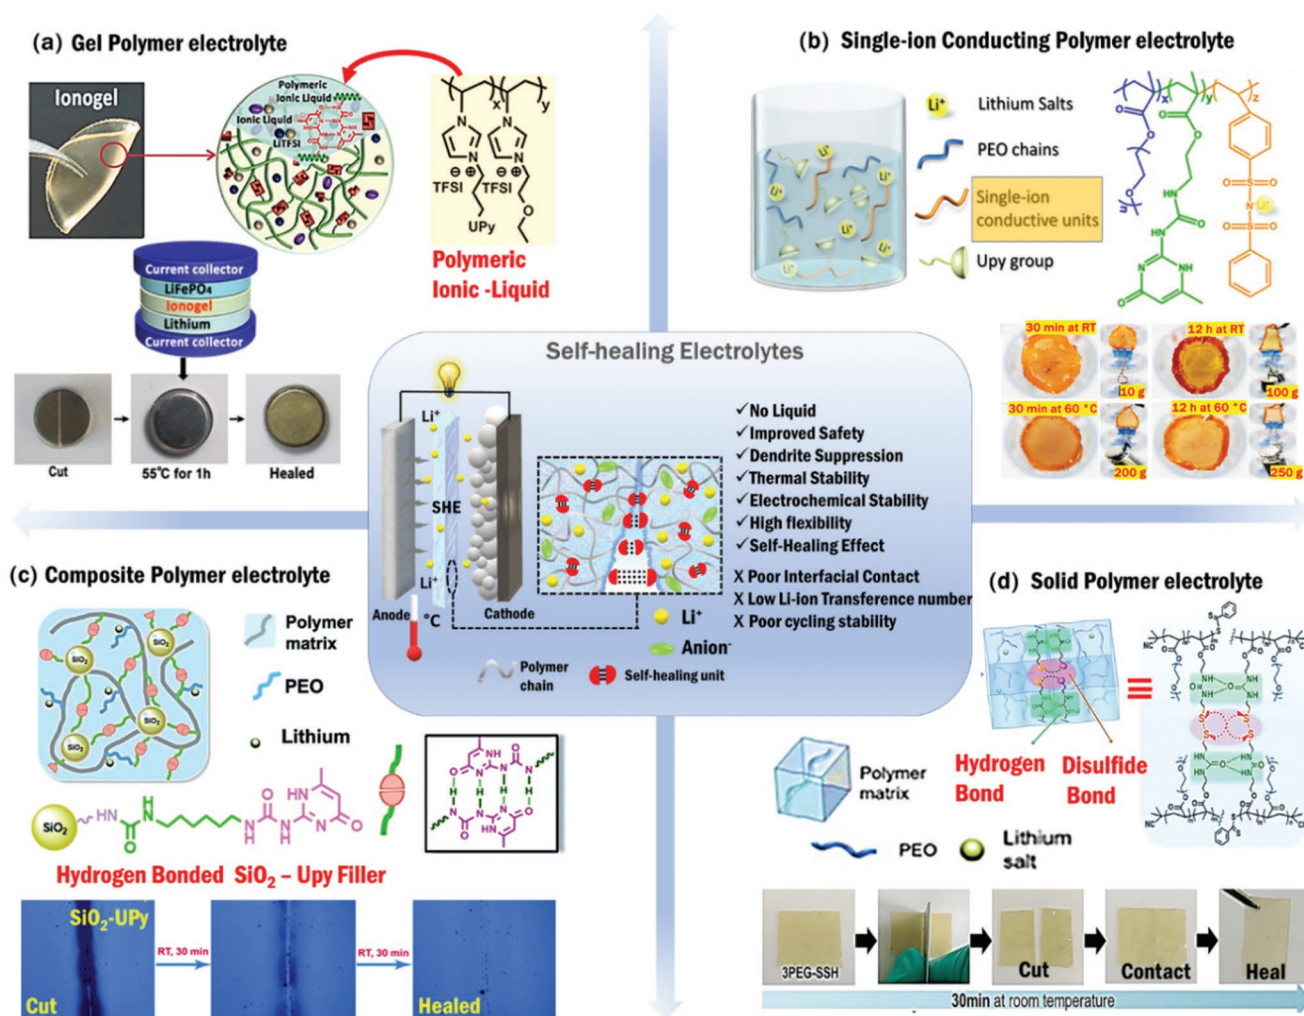 (a) Gel Polymer electrolyte
Ionogel
Polymeric
Ionic Liquid
Ionic Liquid
LiTFSI
x
y
TFSI
TFSI
UPy
O
Polymeric
Ionic -Liquid
Current collector
LiFePO4
Ionogel
Lithium
Current collector
Cut
55°C for 1h
Healed
(b) Single-ion Conducting Polymer electrolyte
Li+
Lithium Salts
PEO chains
Single-ion
conductive units
Upy group
30 min at RT
10 g
12 h at RT
100 g
30 min at 60 °C
200 g
12 h at 60 °C
250 g
Self-healing Electrolytes
Li+
SHE
Li+
Anode
Cathode
°C
✓No Liquid
✓Improved Safety
✓Dendrite Suppression
✓Thermal Stability
✓Electrochemical Stability
✓High flexibility
✓Self-Healing Effect
X Poor Interfacial Contact
X Low Li-ion Transference number
X Poor cycling stability
Li+
Anion-
Polymer
chain
Self-healing unit
(c) Composite Polymer electrolyte
SiO2
SiO2
SiO2
SiO2
Polymer
matrix
PEO
Lithium
SiO2
Hydrogen Bonded SiO2 – Upy Filler
SiO2-UPy
Cut
RT, 30 min
RT, 30 min
Healed
(d) Solid Polymer electrolyte
Hydrogen
Bond
Disulfide
Bond
Polymer
matrix
PEO
Lithium
salt
3PEG-SSH
Cut
Contact
Heal
30min at room temperature